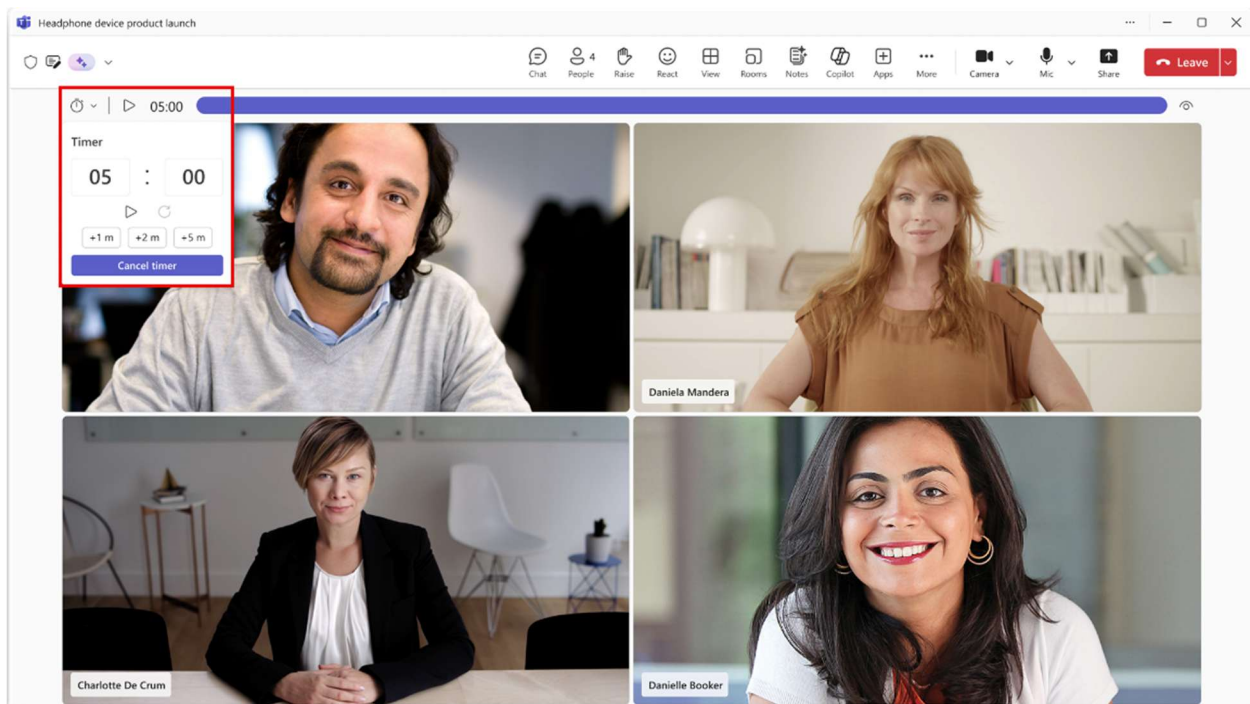 Headphone device product launch
Chat
People 4
Raise
React
View
Rooms
Notes
Copilot
Apps
More
Camera
Mic
Share
Leave
05:00
Timer
05 : 00
+1 m +2 m +5 m
Cancel timer
Daniela Mandera
Charlotte De Crum
Danielle Booker